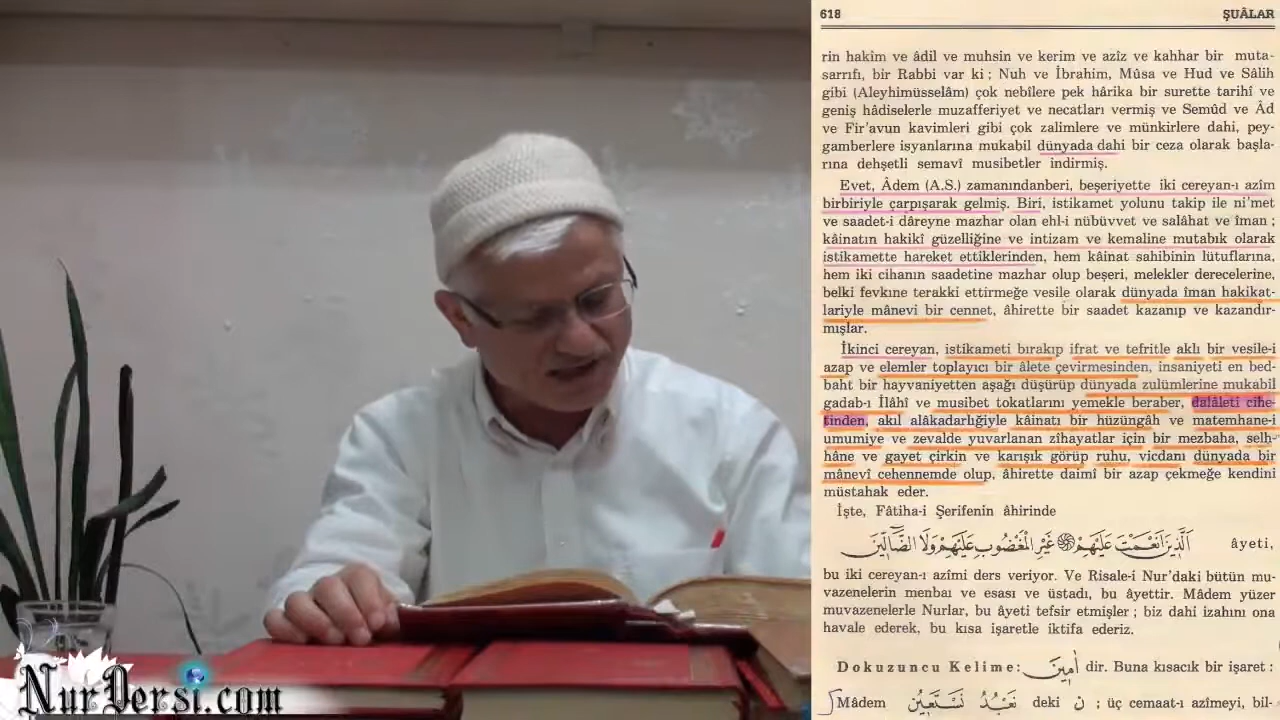 618 ŞUÂLAR
rin hakîm ve âdil ve muhsin ve kerim ve azîz ve kahhar bir muta-
sarrıfı, bir Rabbi var ki; Nuh ve İbrahim, Mûsa ve Hud ve Sâlih
gibi (Aleyhimüsselâm) çok nebîlere pek hârika bir surette tarihî ve
geniş hâdiselerle muzafferiyet ve necatları vermiş ve Semûd ve Âd
ve Fir'avun kavimleri gibi çok zalimlere ve münkirlere dahi, pey-
gamberlere isyanlarına mukabil dünyada dahi bir ceza olarak başla-
rına dehşetli semavî musibetler indirmiş.
Evet, Âdem (A.S.) zamanındanberi, beşeriyette iki cereyan-ı azîm
birbiriyle çarpışarak gelmiş. Biri, istikamet yolunu takip ile ni'met
ve saadet-i dâreyne mazhar olan ehl-i nübüvvet ve salâhat ve îman;
kâinatın hakikî güzelliğine ve intizam ve kemaline mutabık olarak
istikamette hareket ettiklerinden, hem kâinat sahibinin lütuflarına,
hem iki cihanın saadetine mazhar olup beşeri, melekler derecelerine,
belki fevkıne terakki ettirmeğe vesile olarak dünyada îman hakikat-
lariyle mânevi bir cennet, âhirette bir saadet kazanıp ve kazandır-
mışlar.
İkinci cereyan, istikameti bırakıp ifrat ve tefritle aklı bir vesile-i
azap ve elemler toplayıcı bir âlete çevirmesinden, insaniyeti en bed-
baht bir hayvaniyetten aşağı düşürüp dünyada zulümlerine mukabil
gadab-ı İlâhî ve musibet tokatlarını yemekle beraber, dalâleti cihe-
tinden, akıl alâkadarlığiyle kâinatı bir hüzüngâh ve matemhane-i
umumiye ve zevalde yuvarlanan zîhayatlar için bir mezbaha, selh-
hâne ve gayet çirkin ve karışık görüp ruhu, vicdanı dünyada bir
mânevî cehennemde olup, âhirette daimî bir azap çekmeğe kendini
müstahak eder.
İşte, Fâtiha-i Şerifenin âhirinde
اَلَّذِينَ اَنْعَمْتَ عَلَيْهِمْ غَيْرِ الْمَغْضُوبِ عَلَيْهِمْ وَلَا الضَّٓالِّينَ âyeti,
bu iki cereyan-ı azîmi ders veriyor. Ve Risale-i Nur'daki bütün mu-
vazenelerin menbaı ve esası ve üstadı, bu âyettir. Mâdem yüzer
muvazenelerle Nurlar, bu âyeti tefsir etmişler; biz dahi izahını ona
havale ederek, bu kısa işaretle iktifa ederiz.
Dokuzuncu Kelime: اٰمِينَ dir. Buna kısacık bir işaret:
Mâdem نَعْبُدُ نَسْتَعِينُ deki ن ; üç cemaat-ı azîmeyi, bil-
NurDersi.com